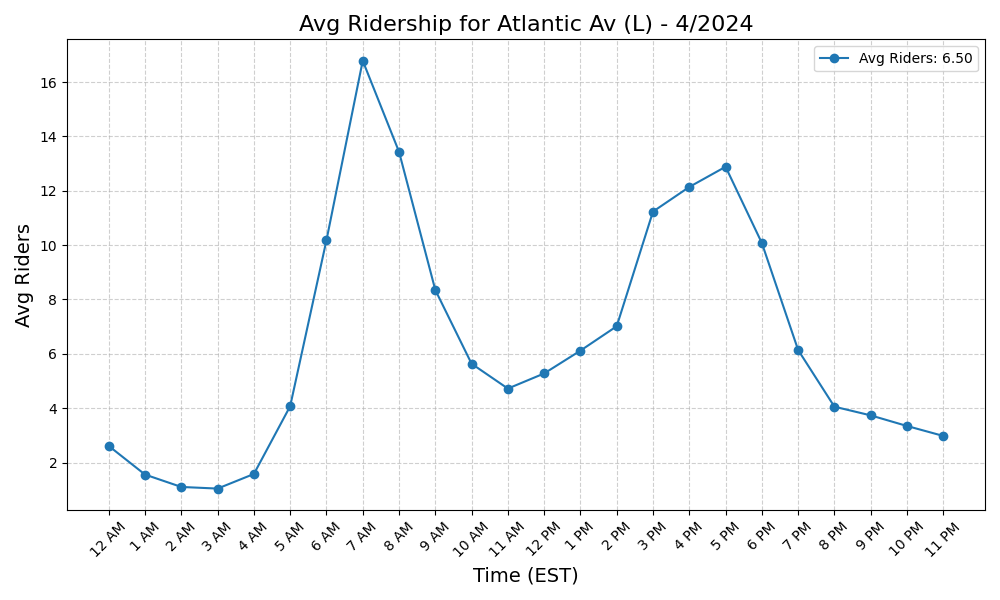 Avg Ridership for Atlantic Av (L) - 4/2024
Avg Riders: 6.50
Avg Riders
16
14
12
10
8
6
4
2
12 AM
1 AM
2 AM
3 AM
4 AM
5 AM
6 AM
7 AM
8 AM
9 AM
10 AM
11 AM
12 PM
1 PM
2 PM
3 PM
4 PM
5 PM
6 PM
7 PM
8 PM
9 PM
10 PM
11 PM
Time (EST)